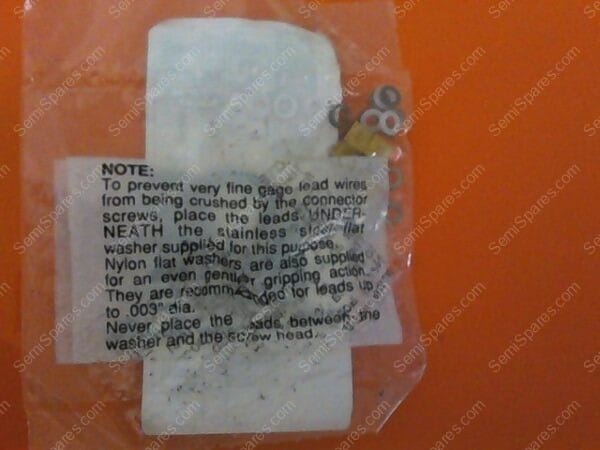 NOTE:
To prevent very fine gage lead wires
from being crushed by the connector
screws, place the leads UNDER-
NEATH the stainless steel flat
washer supplied for this purpose.
Nylon flat washers are also supplied
for an even gentler gripping action.
They are recommended for leads up
to .003" dia.
Never place the leads between the
washer and the screw head.
SemiSpares.com